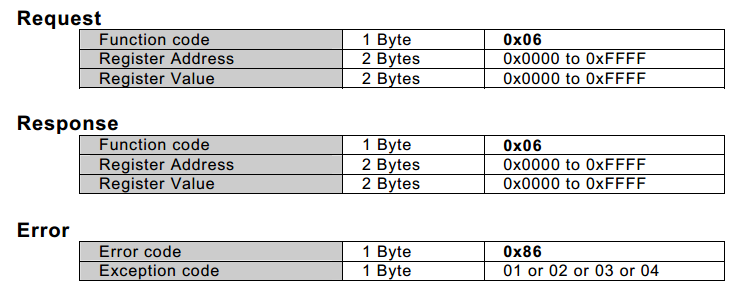 Request
Function code 1 Byte 0x06
Register Address 2 Bytes 0x0000 to 0xFFFF
Register Value 2 Bytes 0x0000 to 0xFFFF
Response
Function code 1 Byte 0x06
Register Address 2 Bytes 0x0000 to 0xFFFF
Register Value 2 Bytes 0x0000 to 0xFFFF
Error
Error code 1 Byte 0x86
Exception code 1 Byte 01 or 02 or 03 or 04